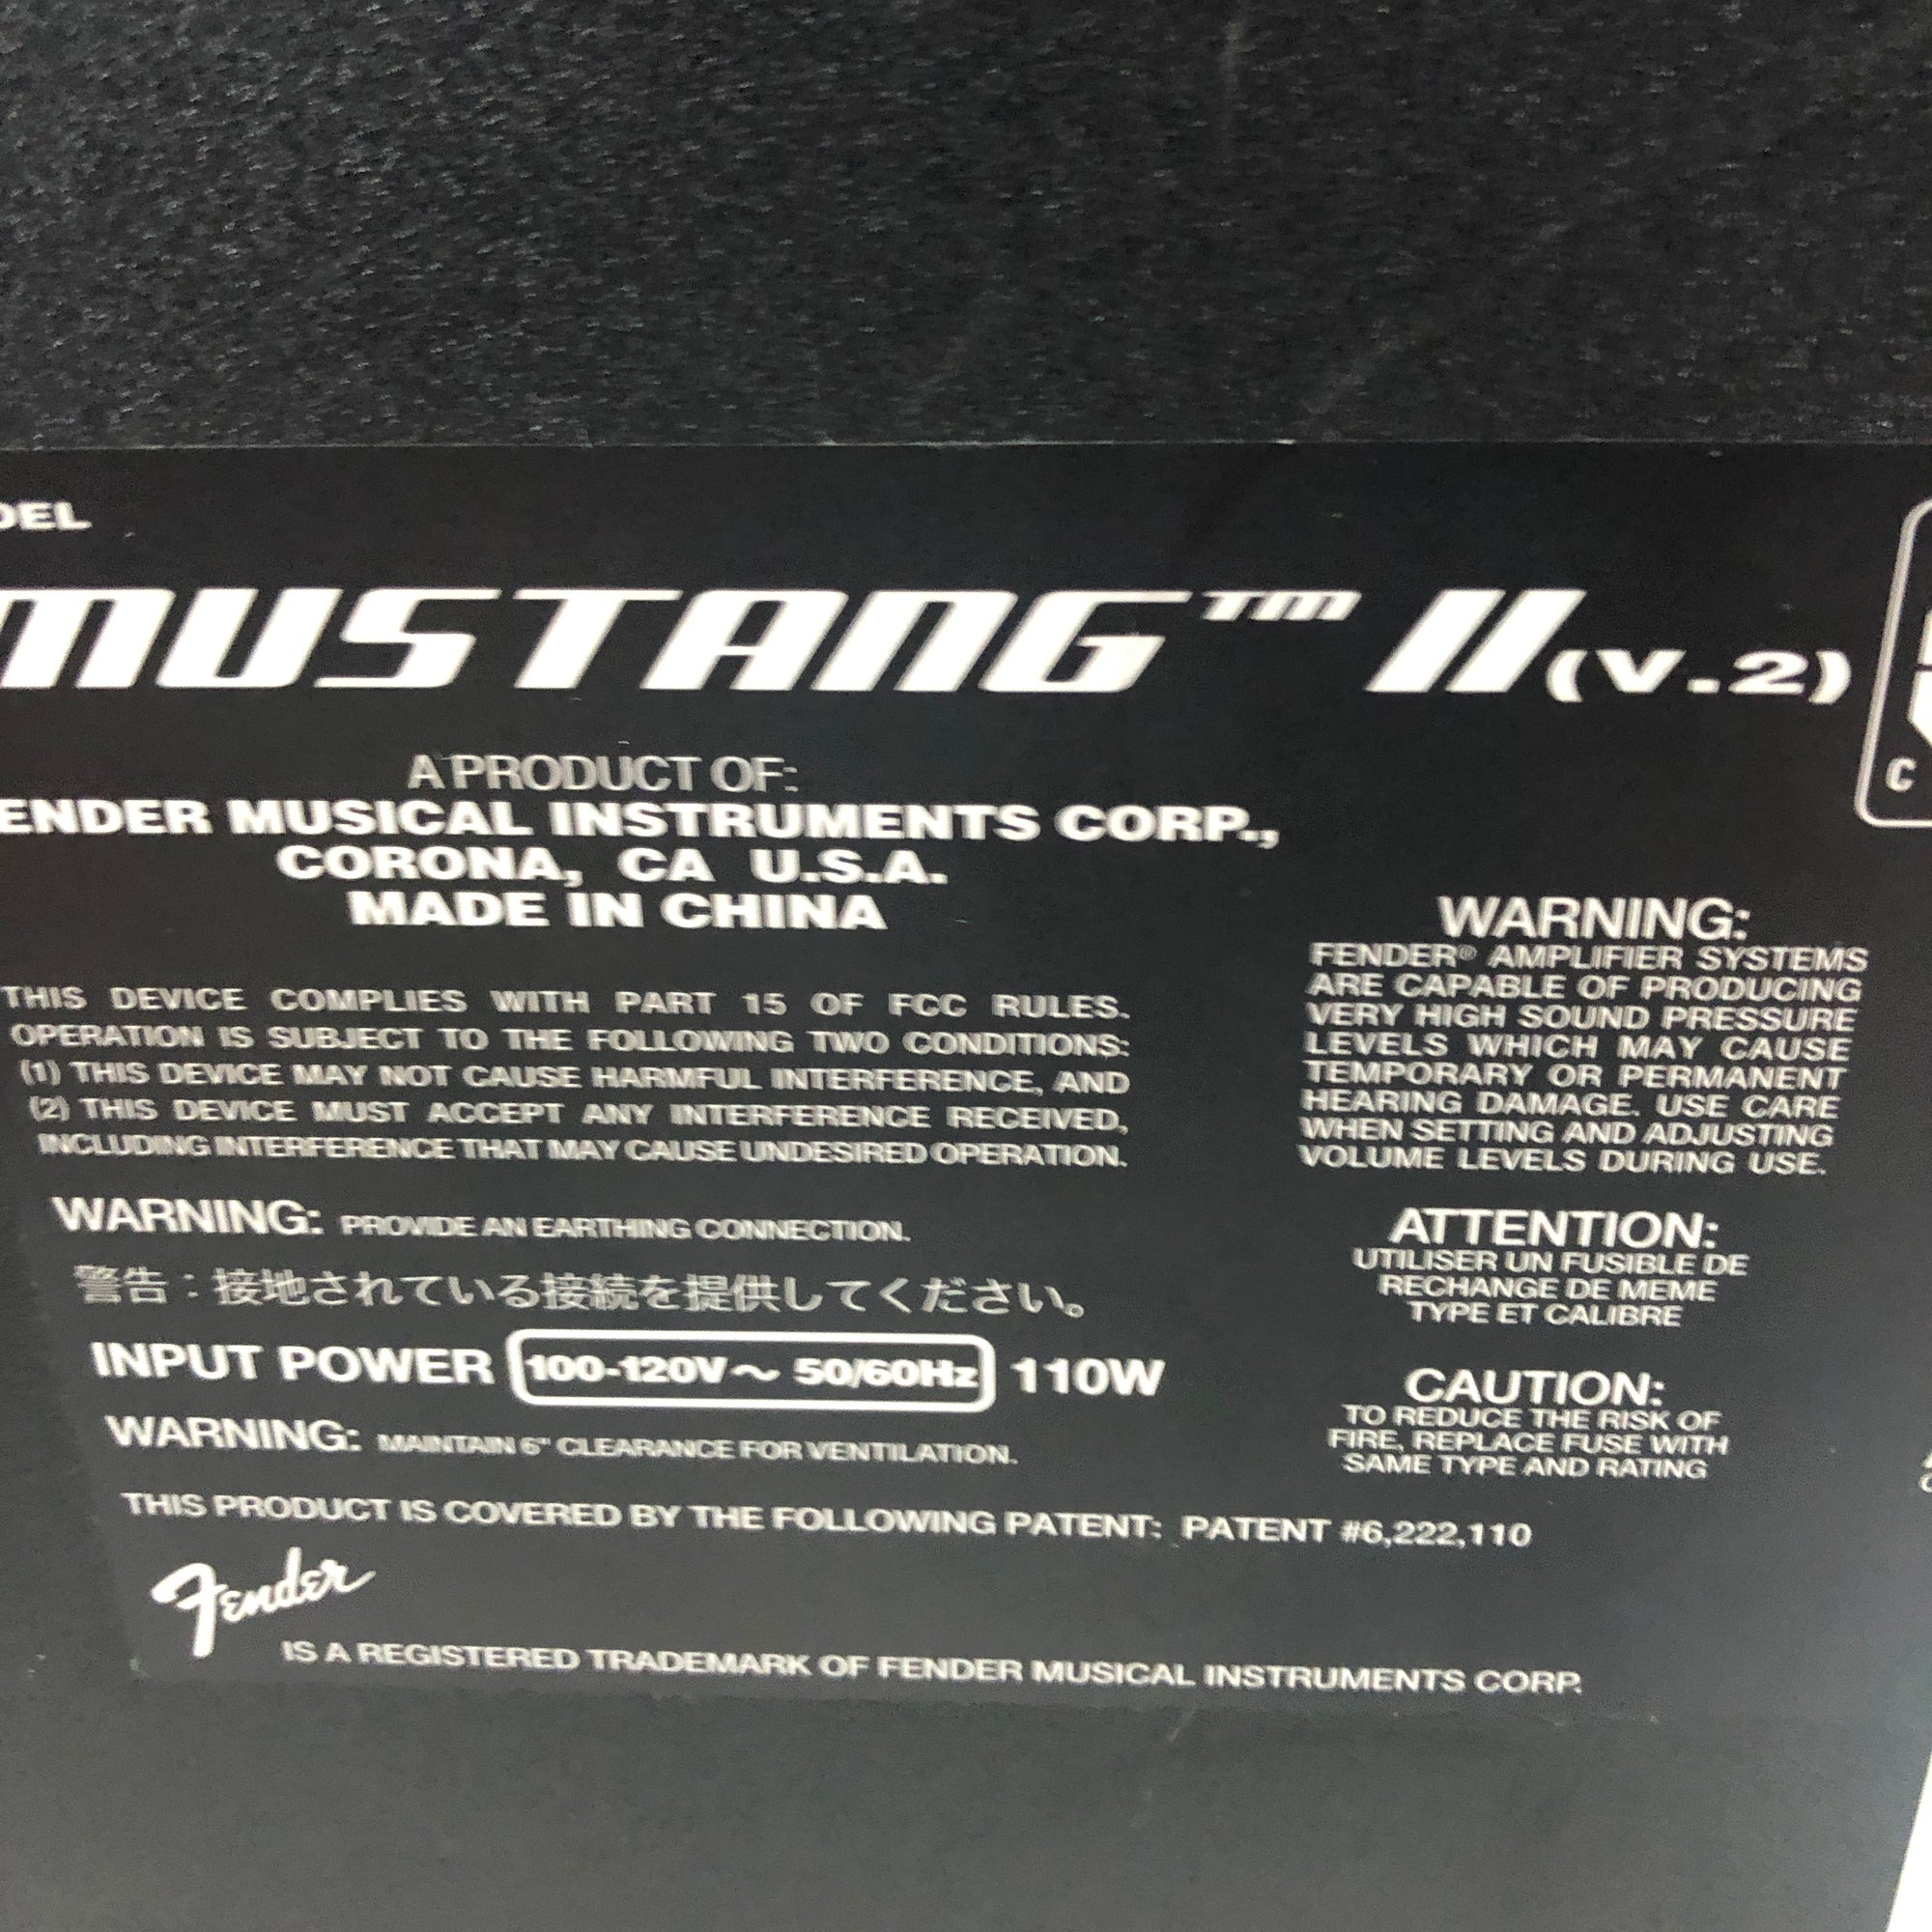 DEL
MUSTANG™ II (V.2)
A PRODUCT OF:
ENDER MUSICAL INSTRUMENTS CORP.,
CORONA, CA U.S.A.
MADE IN CHINA
THIS DEVICE COMPLIES WITH PART 15 OF FCC RULES.
OPERATION IS SUBJECT TO THE FOLLOWING TWO CONDITIONS:
(1) THIS DEVICE MAY NOT CAUSE HARMFUL INTERFERENCE, AND
(2) THIS DEVICE MUST ACCEPT ANY INTERFERENCE RECEIVED,
INCLUDING INTERFERENCE THAT MAY CAUSE UNDESIRED OPERATION.
WARNING: PROVIDE AN EARTHING CONNECTION.
警告：接地されている接続を提供してください。
INPUT POWER 100-120V~ 50/60Hz 110W
WARNING: MAINTAIN 6" CLEARANCE FOR VENTILATION.
WARNING:
FENDER® AMPLIFIER SYSTEMS
ARE CAPABLE OF PRODUCING
VERY HIGH SOUND PRESSURE
LEVELS WHICH MAY CAUSE
TEMPORARY OR PERMANENT
HEARING DAMAGE. USE CARE
WHEN SETTING AND ADJUSTING
VOLUME LEVELS DURING USE.
ATTENTION:
UTILISER UN FUSIBLE DE
RECHANGE DE MEME
TYPE ET CALIBRE
CAUTION:
TO REDUCE THE RISK OF
FIRE, REPLACE FUSE WITH
SAME TYPE AND RATING
THIS PRODUCT IS COVERED BY THE FOLLOWING PATENT: PATENT #6,222,110
Fender
IS A REGISTERED TRADEMARK OF FENDER MUSICAL INSTRUMENTS CORP.
C